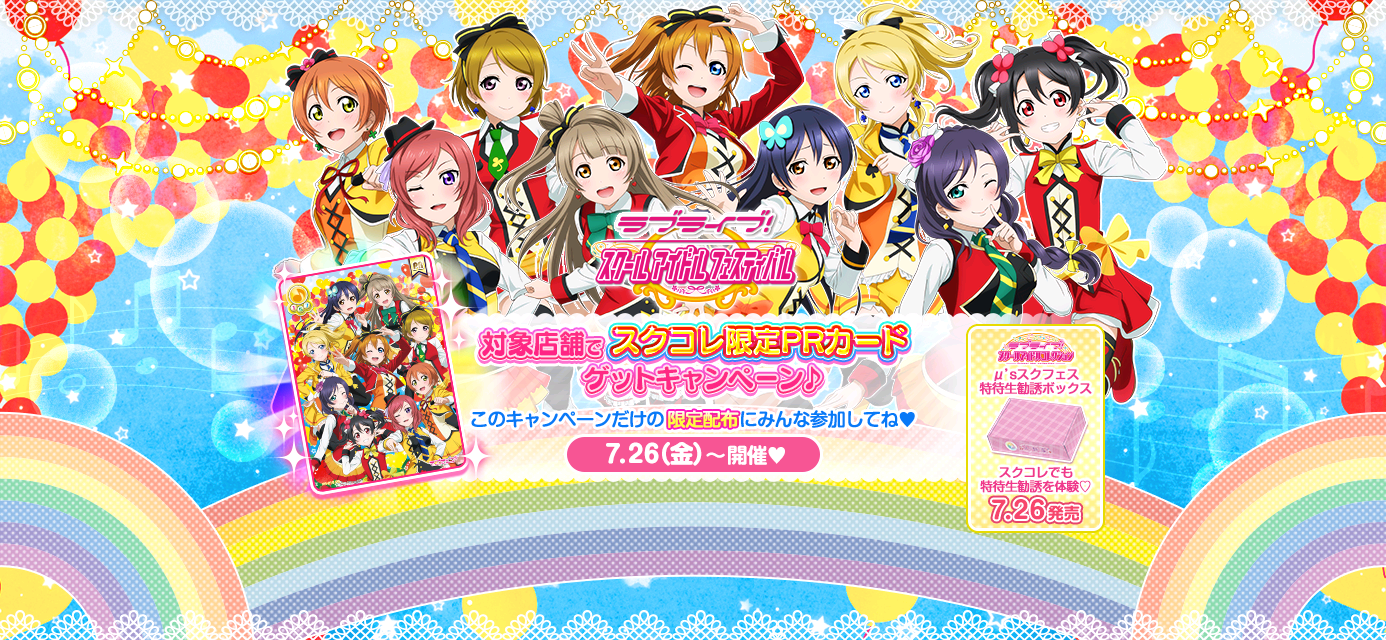 ラブライブ!
スクールアイドルフェスティバル
対象店舗で スクコレ限定PRカード
ゲットキャンペーン♪
このキャンペーンだけの 限定配布にみんな参加してね♥
7.26(金)～開催♥
ラブライブ!
スクールアイドルコレクション
μ'sスクフェス
特待生勧誘ボックス
スクコレでも
特待生勧誘を体験♡
7.26発売
PR